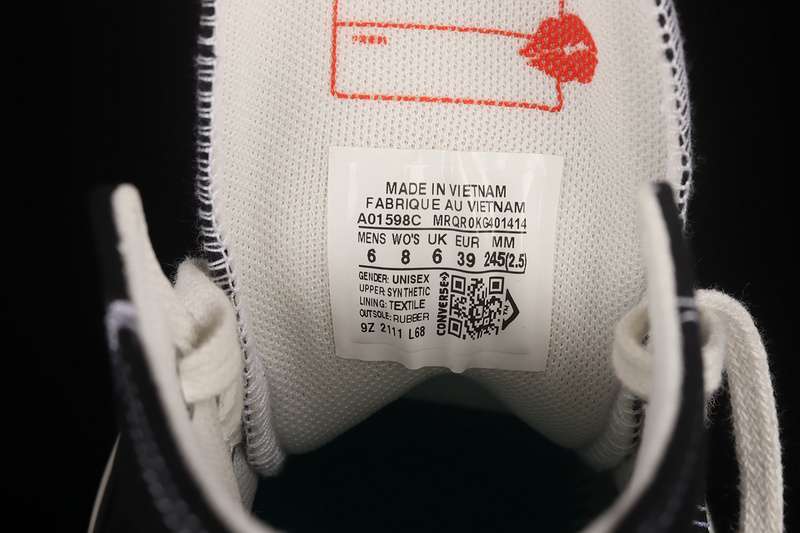 MADE IN VIETNAM
FABRIQUE AU VIETNAM
A01598C MRQR0KG401414
MENS WO'S UK EUR MM
6 8 6 39 245(2.5)
GENDER: UNISEX
UPPER: SYNTHETIC
LINING: TEXTILE
OUTSOLE: RUBBER
9Z 2111 L68
CONVERSE